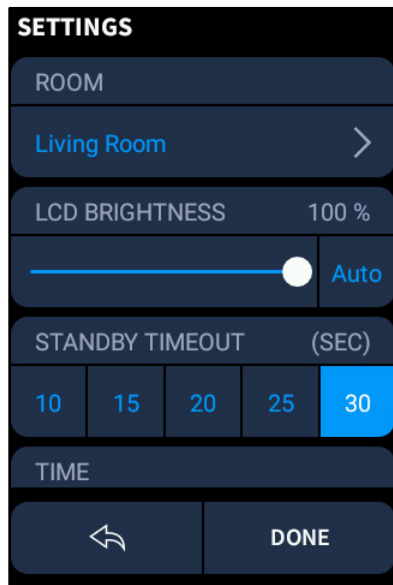 SETTINGS
ROOM
Living Room
LCD BRIGHTNESS 100 %
Auto
STANDBY TIMEOUT (SEC)
10 15 20 25 30
TIME
DONE